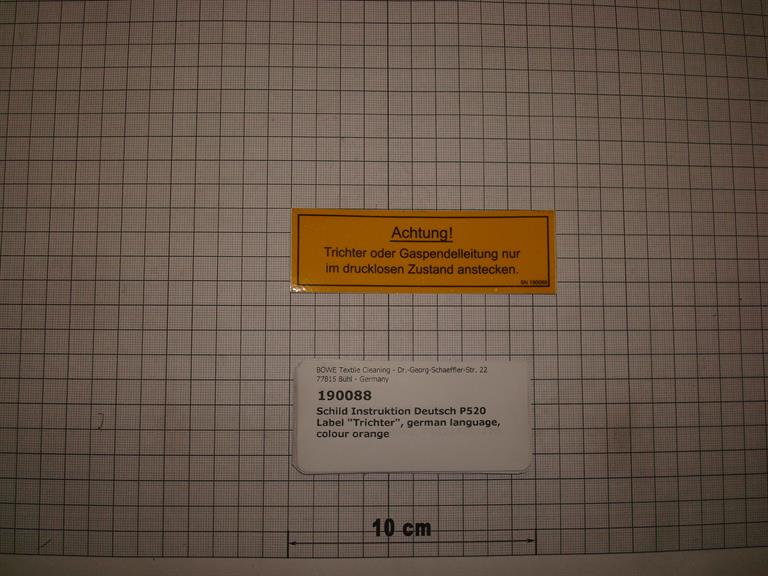 Achtung!
Trichter oder Gaspendelleitung nur
im drucklosen Zustand anstecken.
SN 190088
BÖWE Textile Cleaning - Dr.-Georg-Schaeffler-Str. 22
77815 Bühl - Germany
190088
Schild Instruktion Deutsch P520
Label "Trichter", german language,
colour orange
10 cm